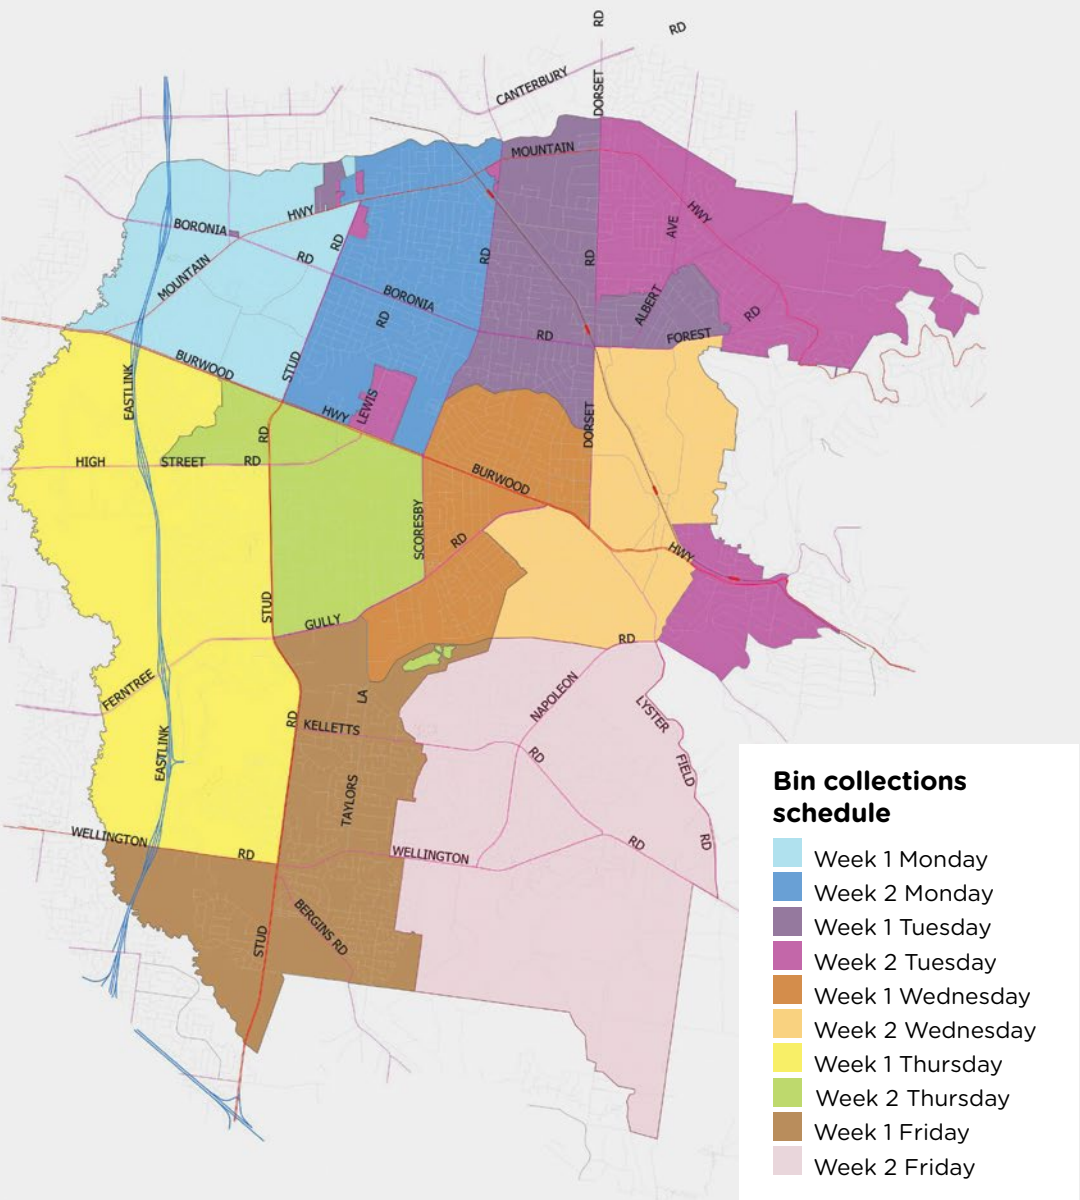 RD
RD
CANTERBURY
DORSET
MOUNTAIN
HWY
HWY
BORONIA
AVE
RD
RD
RD
RD
MOUNTAIN
EASTLINK
BORONIA
ALBERT
RD
RD
RD
FOREST
BURWOOD
STUD
EASTLINK
LEWIS
HWY
DORSET
RD
HIGH
STREET
RD
BURWOOD
SCORESBY
RD
HWY
STUD
GULLY
RD
FERNTREE
LA
NAPOLEON
LYSTER
RD
KELLETTS
EASTLINK
RD
FIELD
TAYLORS
WELLINGTON
RD
WELLINGTON
RD
RD
BERGINS RD
STUD
Bin collections
schedule
Week 1 Monday
Week 2 Monday
Week 1 Tuesday
Week 2 Tuesday
Week 1 Wednesday
Week 2 Wednesday
Week 1 Thursday
Week 2 Thursday
Week 1 Friday
Week 2 Friday